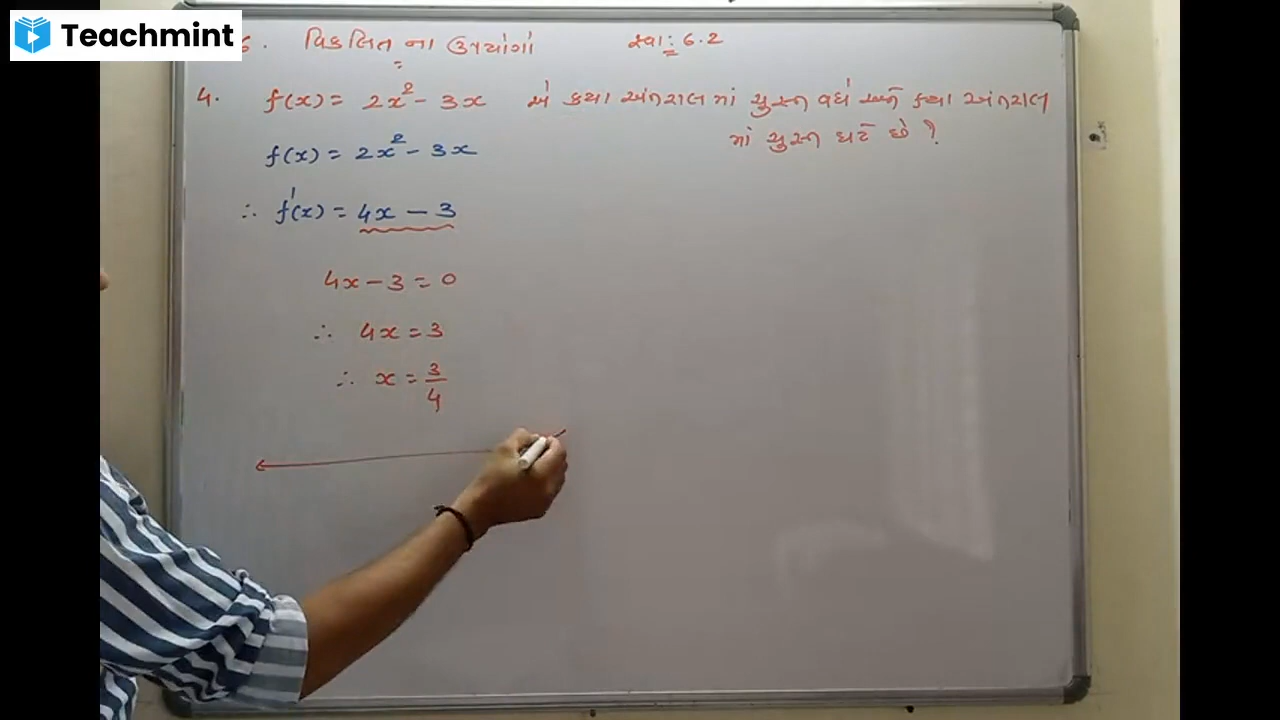 Teachmint
6. વિકલિત ના ઉપયોગો સ્વા: 6.2
4. f(x) = 2x² - 3x એ કયા અંતરાલ માં ચુસ્ત વધે અને કયા અંતરાલ
માં ચુસ્ત ઘટે છે ?
f(x) = 2x² - 3x
∴ f'(x) = 4x - 3
4x - 3 = 0
∴ 4x = 3
∴ x = 3/4